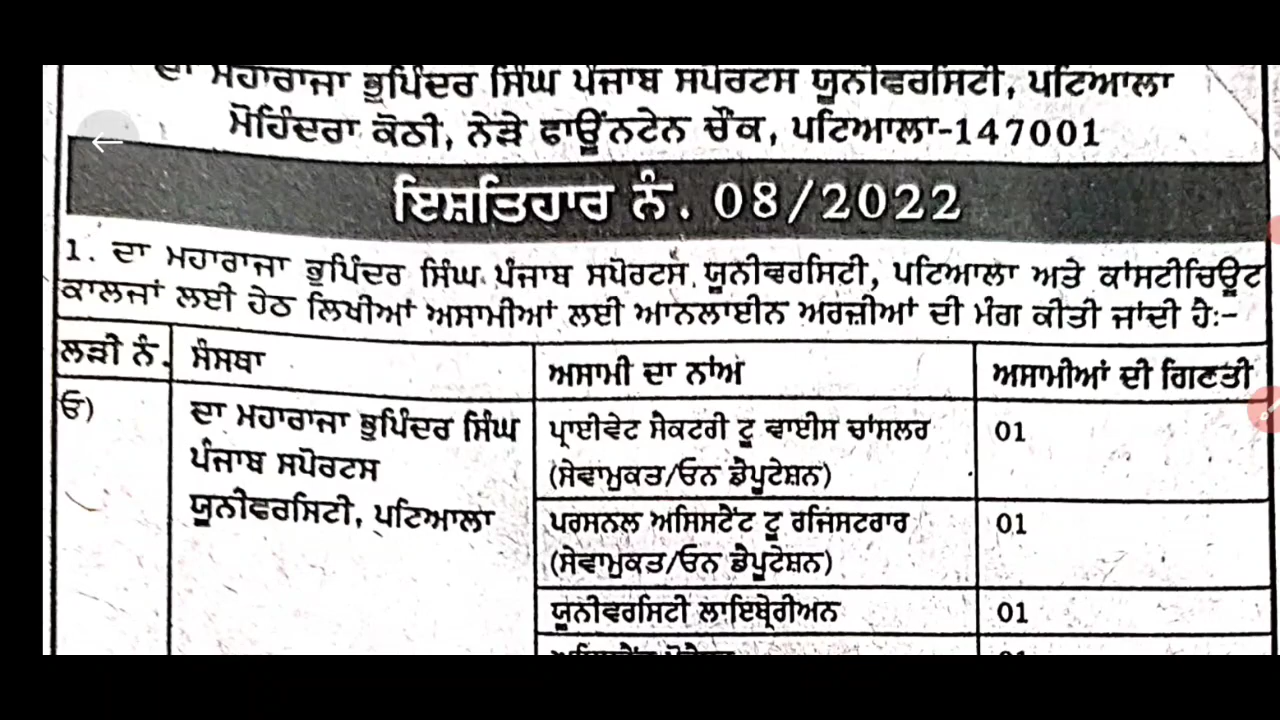 ਦਾ ਮਹਾਰਾਜਾ ਭੁਪਿੰਦਰ ਸਿੰਘ ਪੰਜਾਬ ਸਪੋਰਟਸ ਯੂਨੀਵਰਸਿਟੀ, ਪਟਿਆਲਾ
ਮੋਹਿੰਦਰਾ ਕੋਠੀ, ਨੇੜੇ ਫਾਊਂਨਟੇਨ ਚੌਂਕ, ਪਟਿਆਲਾ-147001
ਇਸ਼ਤਿਹਾਰ ਨੰ. 08/2022
1. ਦਾ ਮਹਾਰਾਜਾ ਭੁਪਿੰਦਰ ਸਿੰਘ ਪੰਜਾਬ ਸਪੋਰਟਸ ਯੂਨੀਵਰਸਿਟੀ, ਪਟਿਆਲਾ ਅਤੇ ਕਾਂਸਟੀਚਿਊਟ
ਕਾਲਜਾਂ ਲਈ ਹੇਠ ਲਿਖੀਆਂ ਅਸਾਮੀਆਂ ਲਈ ਆਨਲਾਈਨ ਅਰਜ਼ੀਆਂ ਦੀ ਮੰਗ ਕੀਤੀ ਜਾਂਦੀ ਹੈ:-
ਲੜੀ ਨੰ. ਸੰਸਥਾ ਅਸਾਮੀ ਦਾ ਨਾਂਅ ਅਸਾਮੀਆਂ ਦੀ ਗਿਣਤੀ
ੳ) ਦਾ ਮਹਾਰਾਜਾ ਭੁਪਿੰਦਰ ਸਿੰਘ ਪ੍ਰਾਈਵੇਟ ਸੈਕਟਰੀ ਟੂ ਵਾਈਸ ਚਾਂਸਲਰ 01
ਪੰਜਾਬ ਸਪੋਰਟਸ (ਸੇਵਾਮੁਕਤ/ਓਨ ਡੈਪੂਟੇਸ਼ਨ)
ਯੂਨੀਵਰਸਿਟੀ, ਪਟਿਆਲਾ ਪਰਸਨਲ ਅਸਿਸਟੈਂਟ ਟੂ ਰਜਿਸਟਰਾਰ 01
(ਸੇਵਾਮੁਕਤ/ਓਨ ਡੈਪੂਟੇਸ਼ਨ)
ਯੂਨੀਵਰਸਿਟੀ ਲਾਇਬ੍ਰੇਰੀਅਨ 01